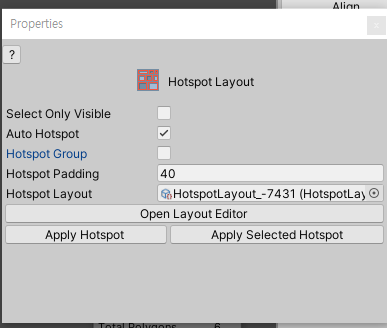 Align
Properties
?
Hotspot Layout
Select Only Visible
Auto Hotspot
Hotspot Group
Hotspot Padding 40
Hotspot Layout HotspotLayout_-7431 (HotspotLay
Open Layout Editor
Apply Hotspot Apply Selected Hotspot
Total Polygons 6